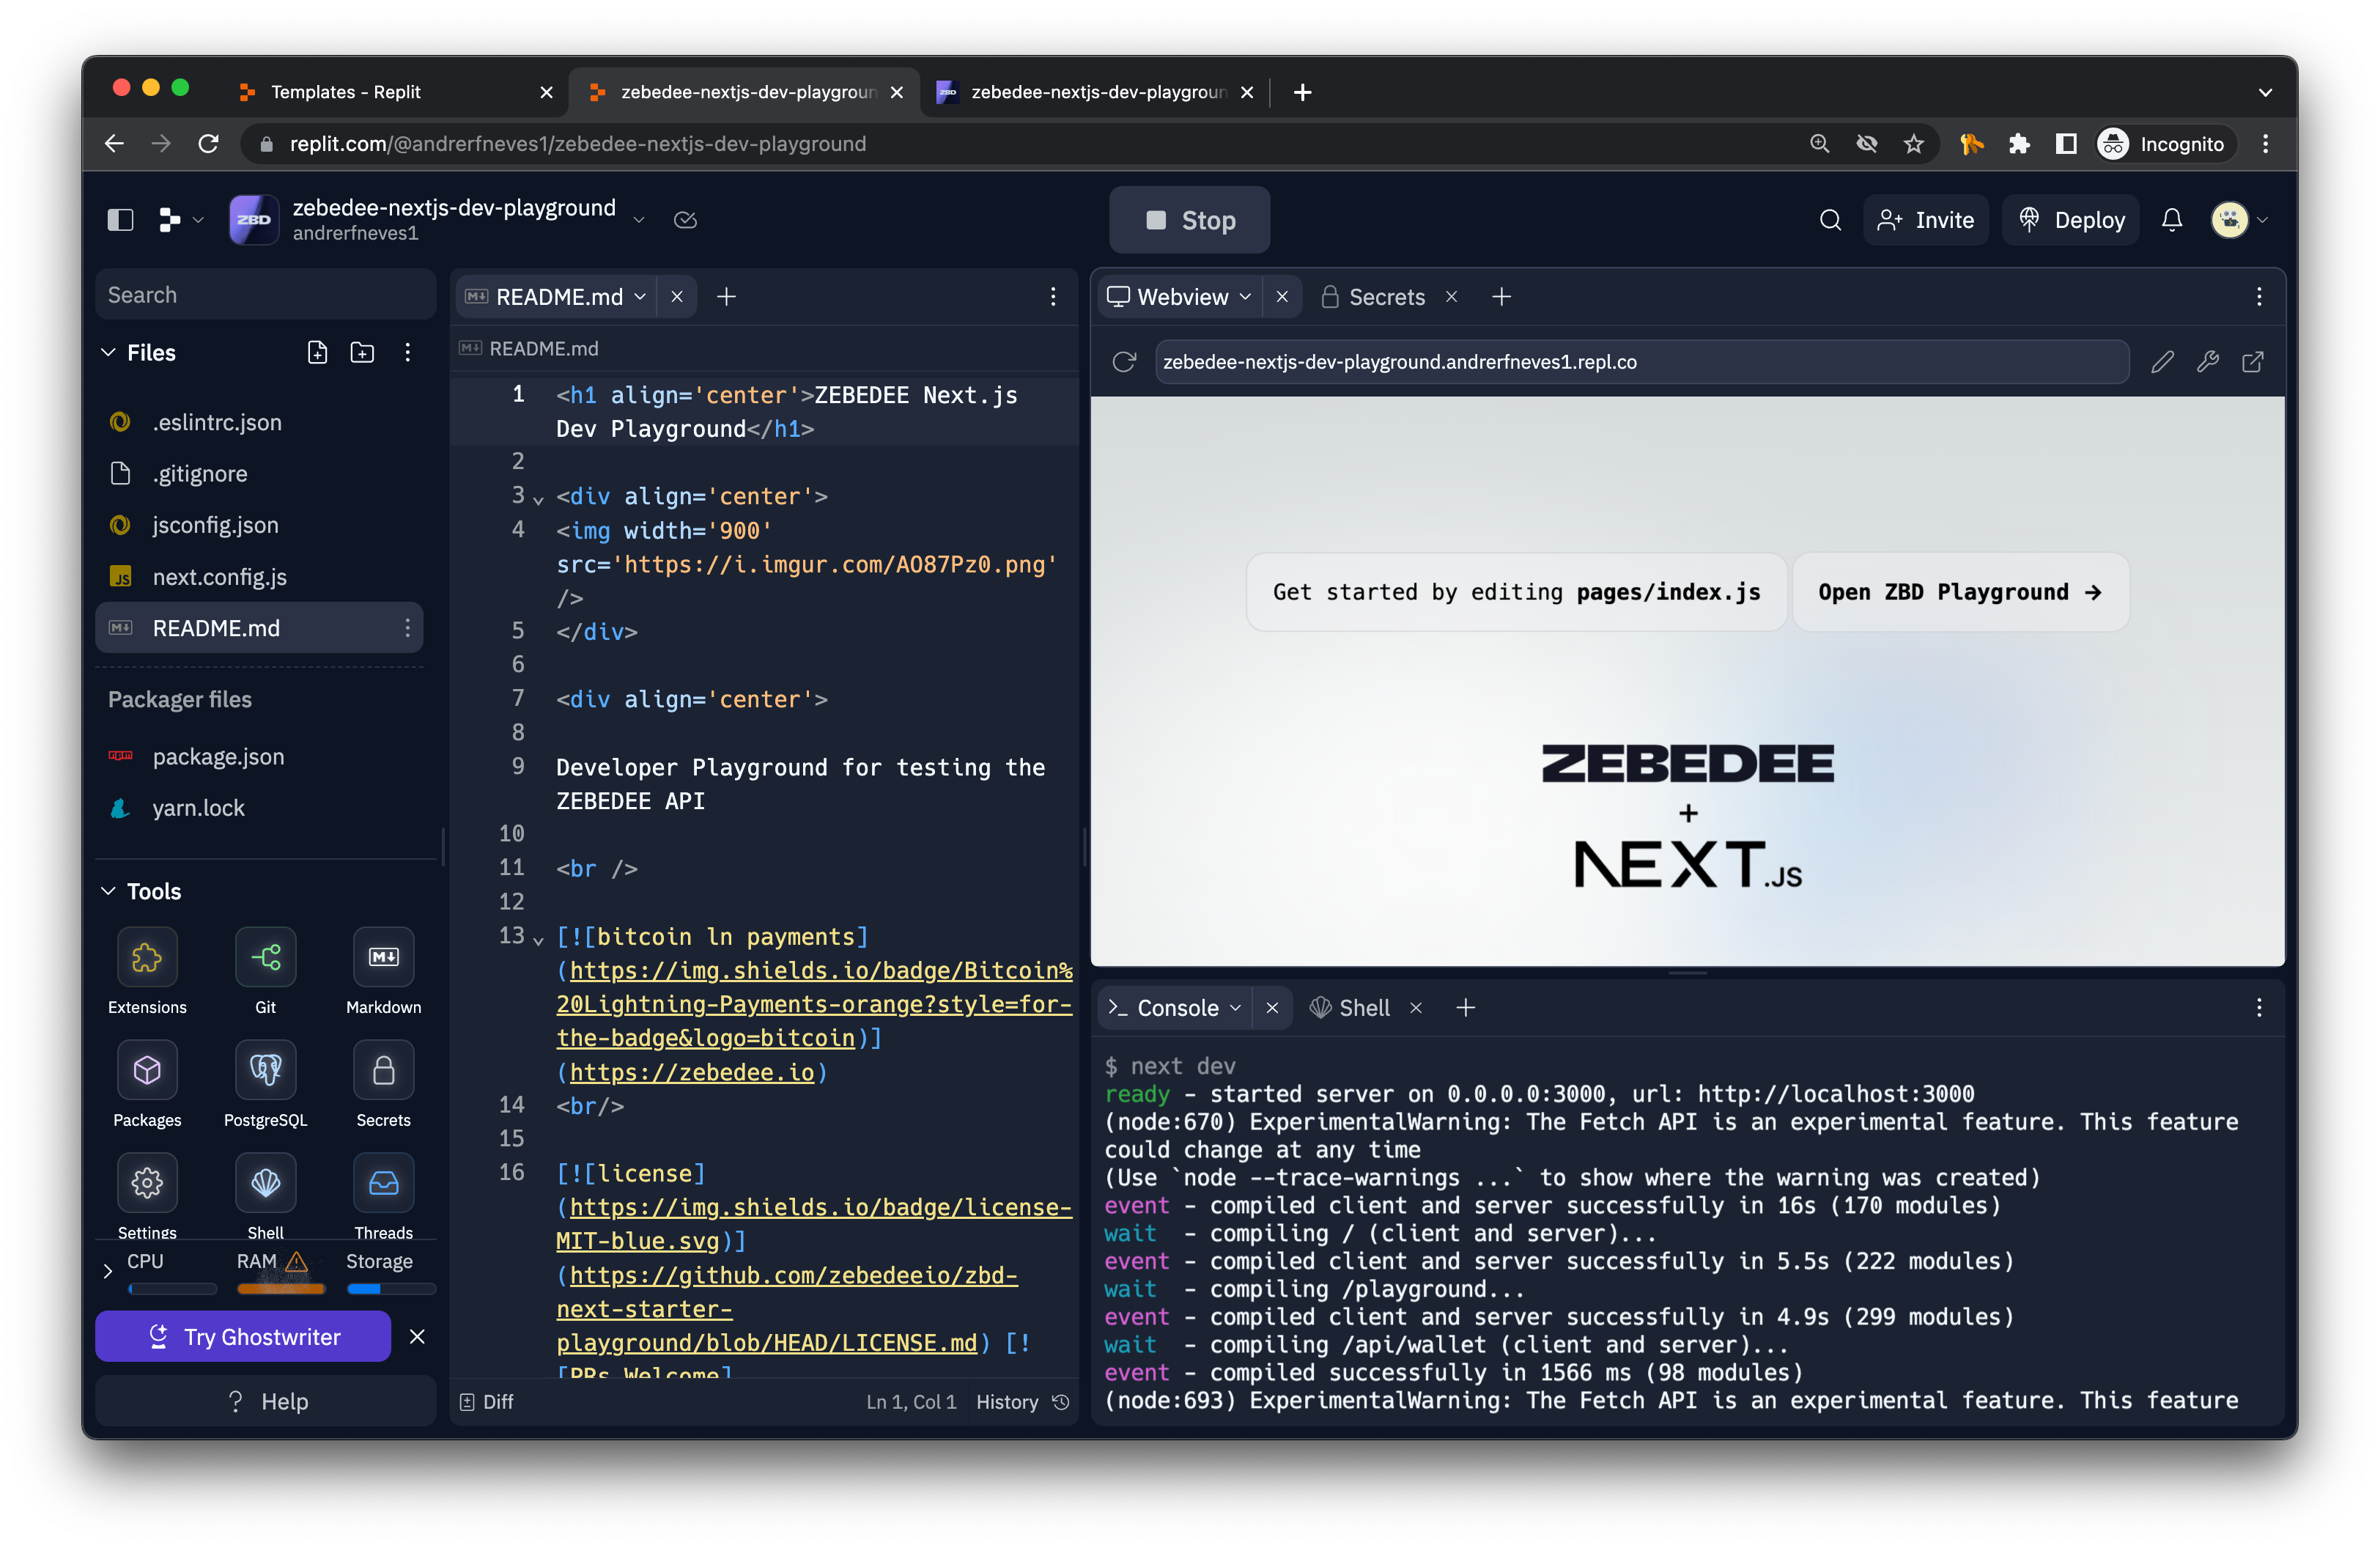 Templates - Replit
zebedee-nextjs-dev-playgroun
zebedee-nextjs-dev-playgroun
replit.com/@andrerfneves1/zebedee-nextjs-dev-playground
Incognito
ZBD
zebedee-nextjs-dev-playground
andrerfneves1
Stop
Invite
Deploy
Search
Files
.eslintrc.json
.gitignore
jsconfig.json
JS next.config.js
README.md
Packager files
package.json
yarn.lock
Tools
Extensions
Git
Markdown
Packages
PostgreSQL
Secrets
Settings
Shell
Threads
CPU
RAM
Storage
Try Ghostwriter
? Help
README.md
README.md
1 <h1 align='center'>ZEBEDEE Next.js
Dev Playground</h1>
2
3 <div align='center'>
4 <img width='900'
src='https://i.imgur.com/AO87Pz0.png'
/>
5 </div>
6
7 <div align='center'>
8
9 Developer Playground for testing the
ZEBEDEE API
10
11 <br />
12
13 [![bitcoin ln payments]
(https://img.shields.io/badge/Bitcoin%
20Lightning-Payments-orange?style=for-
the-badge&logo=bitcoin)]
(https://zebedee.io)
14 <br/>
15
16 [![license]
(https://img.shields.io/badge/license-
MIT-blue.svg)]
(https://github.com/zebedeeio/zbd-
next-starter-
playground/blob/HEAD/LICENSE.md) [!
[PRs Welcome]
Diff
Ln 1, Col 1
History
Webview
Secrets
zebedee-nextjs-dev-playground.andrerfneves1.repl.co
Get started by editing pages/index.js
Open ZBD Playground →
ZEBEDEE
+
NEXT.JS
Console
Shell
$ next dev
ready - started server on 0.0.0.0:3000, url: http://localhost:3000
(node:670) ExperimentalWarning: The Fetch API is an experimental feature. This feature
could change at any time
(Use `node --trace-warnings ...` to show where the warning was created)
event - compiled client and server successfully in 16s (170 modules)
wait  - compiling / (client and server)...
event - compiled client and server successfully in 5.5s (222 modules)
wait  - compiling /playground...
event - compiled client and server successfully in 4.9s (299 modules)
wait  - compiling /api/wallet (client and server)...
event - compiled successfully in 1566 ms (98 modules)
(node:693) ExperimentalWarning: The Fetch API is an experimental feature. This feature